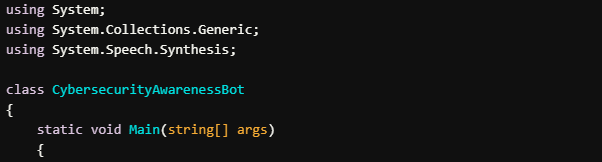 using System;
using System.Collections.Generic;
using System.Speech.Synthesis;
class CybersecurityAwarenessBot
{
static void Main(string[] args)
{